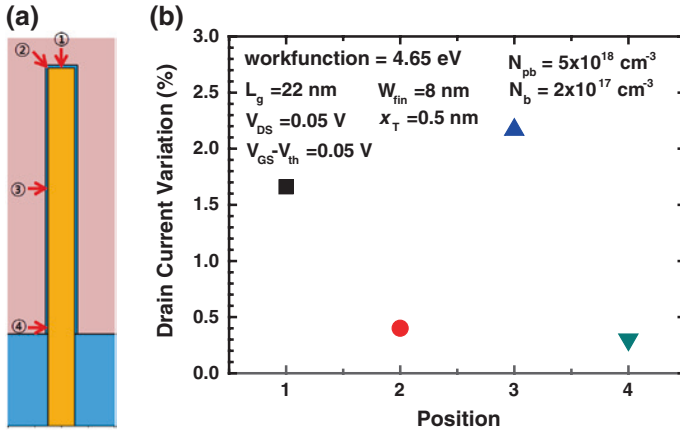 (a)
①
②
③
④
(b)
Drain Current Variation (%)
3.0
2.5
2.0
1.5
1.0
0.5
0.0
workfunction = 4.65 eV
L_g =22 nm
W_fin =8 nm
V_DS =0.05 V
x_T =0.5 nm
V_GS-V_th =0.05 V
N_pb = 5x10^18 cm^-3
N_b = 2x10^17 cm^-3
1 2 3 4
Position